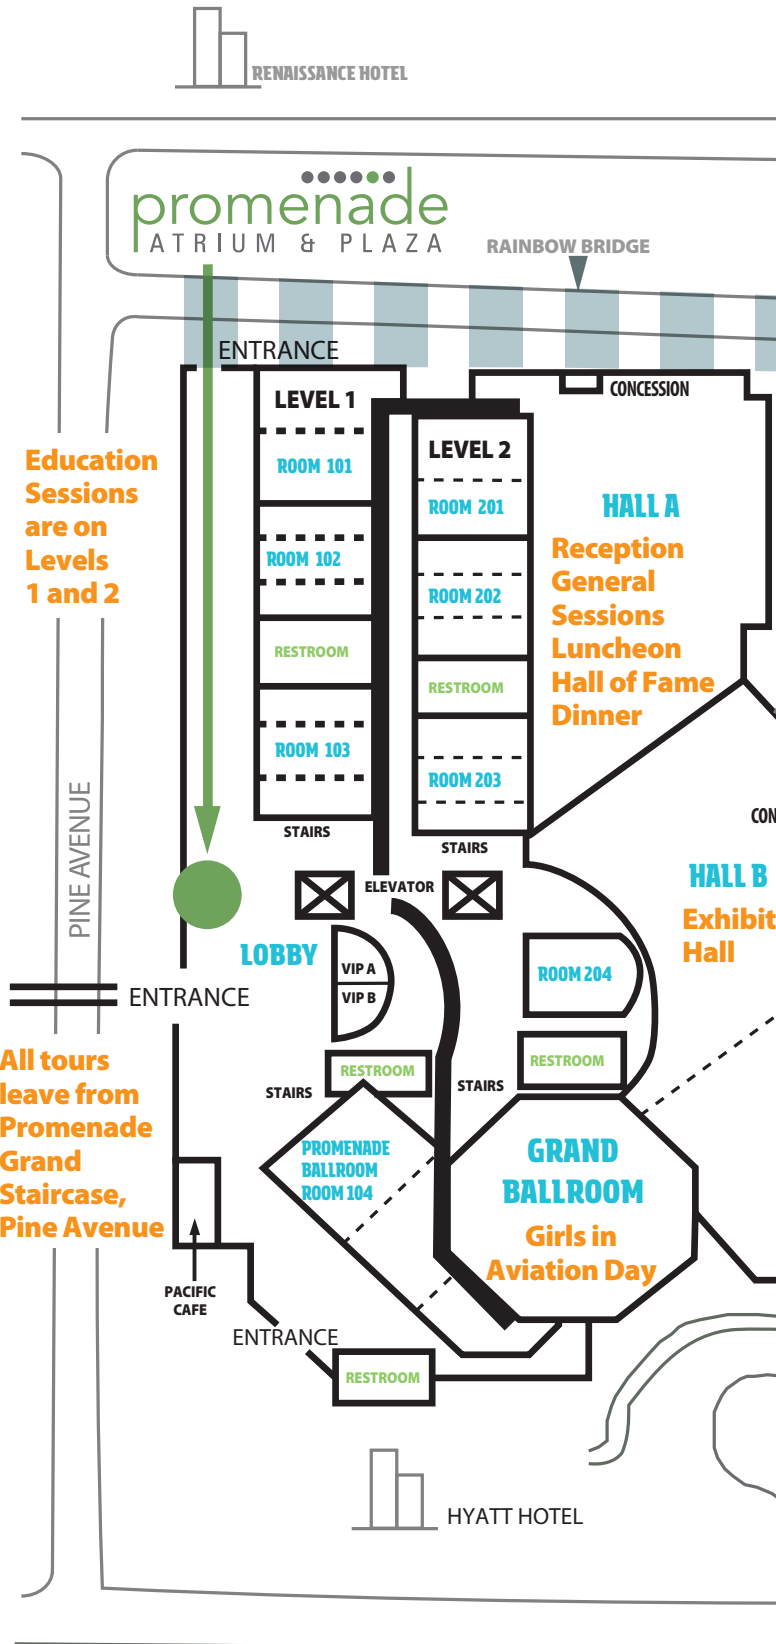 RENAISSANCE HOTEL
promenade
ATRIUM & PLAZA
RAINBOW BRIDGE
ENTRANCE
CONCESSION
LEVEL 1
LEVEL 2
Education
Sessions
are on
Levels
1 and 2
ROOM 101
ROOM 201
HALL A
Reception
General
Sessions
Luncheon
Hall of Fame
Dinner
ROOM 102
ROOM 202
RESTROOM
RESTROOM
ROOM 103
ROOM 203
STAIRS
STAIRS
PINE AVENUE
CON
HALL B
Exhibit
Hall
ELEVATOR
LOBBY
VIP A
VIP B
ROOM 204
ENTRANCE
All tours
leave from
Promenade
Grand
Staircase,
Pine Avenue
RESTROOM
RESTROOM
STAIRS
STAIRS
PROMENADE
BALLROOM
ROOM 104
GRAND
BALLROOM
Girls in
Aviation Day
PACIFIC
CAFE
ENTRANCE
RESTROOM
HYATT HOTEL